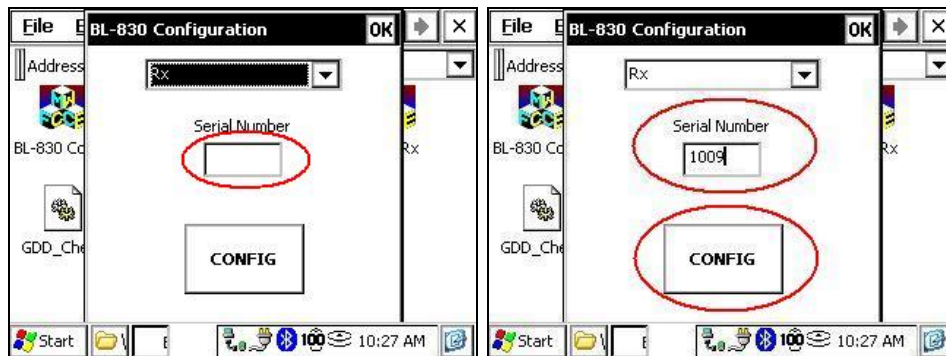 File E
BL-830 Configuration
OK
Address
Rx
Serial Number
BL-830 Co
Rx
GDD_Che
CONFIG
Start
\
E
100
10:27 AM
File E
BL-830 Configuration
OK
Address
Rx
Serial Number
1009
BL-830 Co
Rx
GDD_Che
CONFIG
Start
\
E
100
10:27 AM